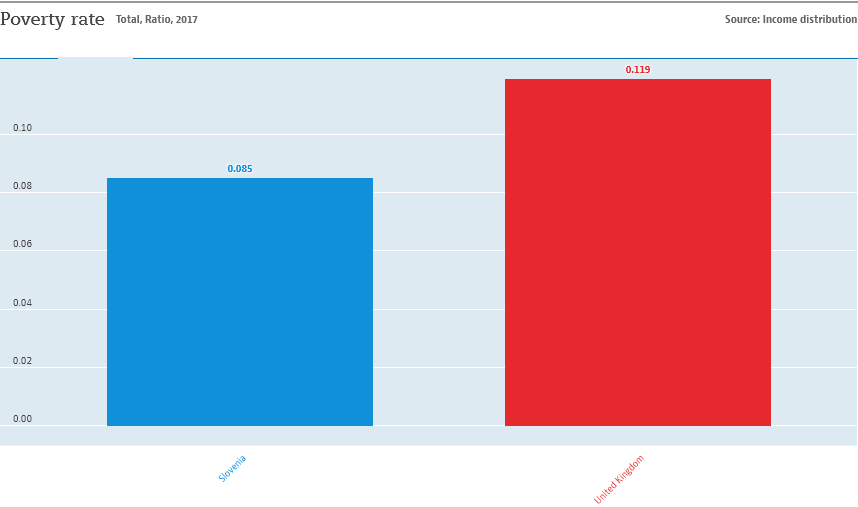 Poverty rate Total, Ratio, 2017 Source: Income distribution
0.119
0.10
0.085
0.08
0.06
0.04
0.02
0.00
Slovenia
United Kingdom